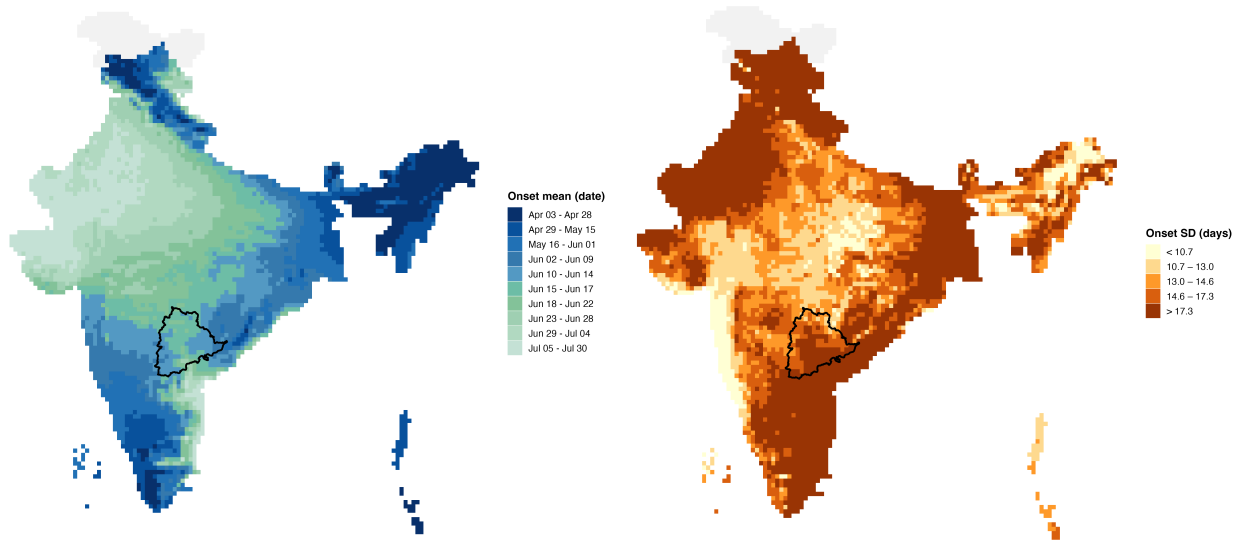 Onset mean (date)
Apr 03 - Apr 28
Apr 29 - May 15
May 16 - Jun 01
Jun 02 - Jun 09
Jun 10 - Jun 14
Jun 15 - Jun 17
Jun 18 - Jun 22
Jun 23 - Jun 28
Jun 29 - Jul 04
Jul 05 - Jul 30
Onset SD (days)
< 10.7
10.7 – 13.0
13.0 – 14.6
14.6 – 17.3
> 17.3